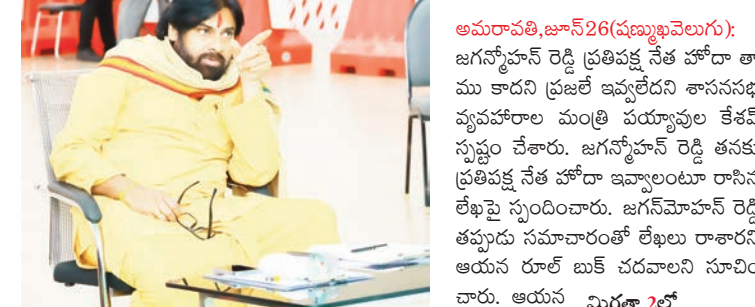 అమరావతి,జూన్26(షణ్ముఖవెలుగు):
జగన్మోహన్ రెడ్డి ప్రతిపక్ష నేత హోదా తా
ము కాదని ప్రజలే ఇవ్వలేదని శాసనసభ
వ్యవహారాల మంత్రి పయ్యావుల కేశవ్
స్పష్టం చేశారు. జగన్మోహన్ రెడ్డి తనకు
ప్రతిపక్ష నేత హోదా ఇవ్వాలంటూ రాసిన
లేఖపై స్పందించారు. జగన్‌మోహన్ రెడ్డి
తప్పుడు సమాచారంతో లేఖలు రాశారని
ఆయన రూల్ బుక్ చదవాలని సూచిం
చారు. ఆయన మిగతా 2లో